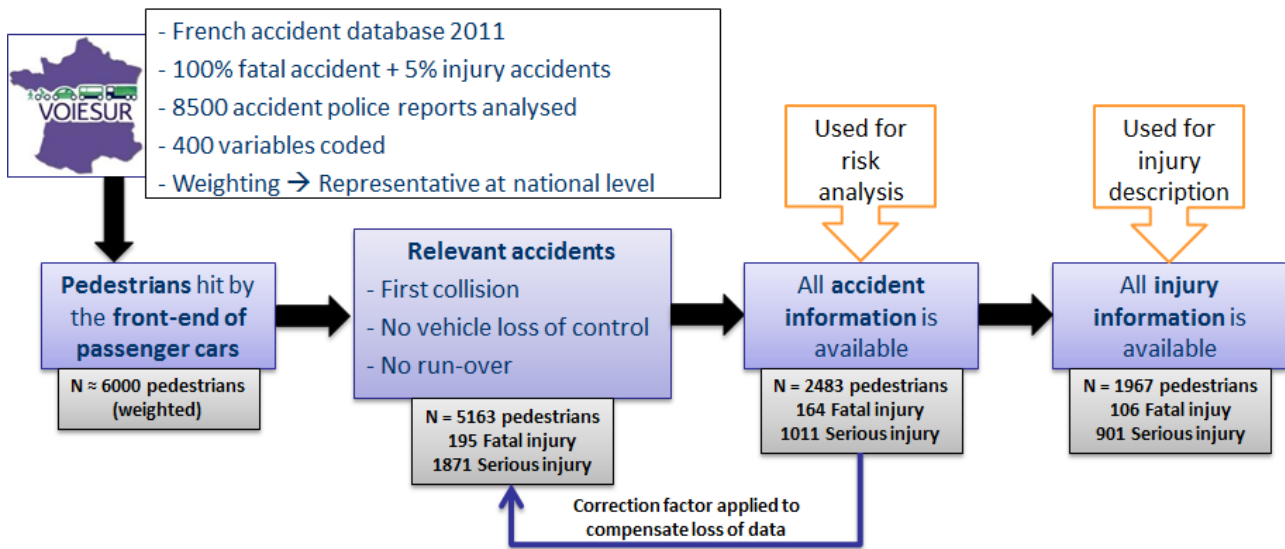 VOIESUR
- French accident database 2011
- 100% fatal accident + 5% injury accidents
- 8500 accident police reports analysed
- 400 variables coded
- Weighting → Representative at national level
Used for
risk
analysis
Used for
injury
description
Pedestrians hit by
the front-end of
passenger cars
N ≈ 6000 pedestrians
(weighted)
Relevant accidents
- First collision
- No vehicle loss of control
- No run-over
N = 5163 pedestrians
195 Fatal injury
1871 Serious injury
All accident
information is
available
N = 2483 pedestrians
164 Fatal injury
1011 Serious injury
All injury
information is
available
N = 1967 pedestrians
106 Fatal injuy
901 Serious injury
Correction factor applied to
compensate loss of data